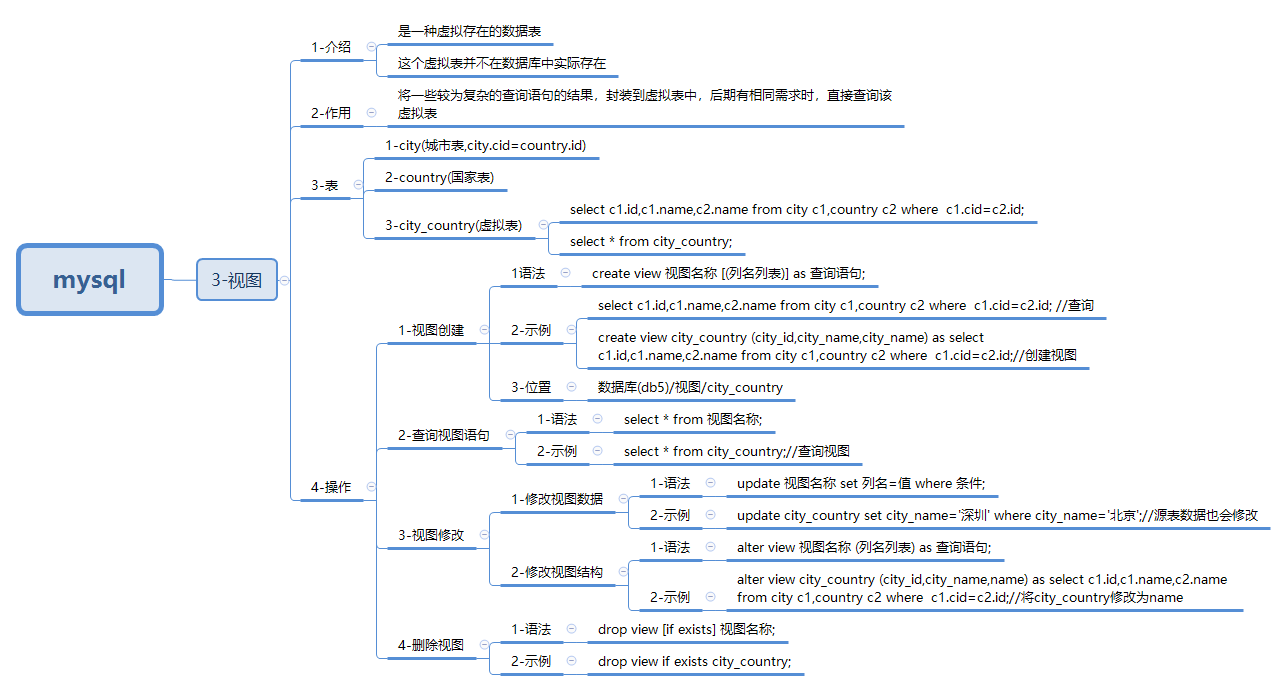 mysql
3-视图
1-介绍
是一种虚拟存在的数据表
这个虚拟表并不在数据库中实际存在
2-作用
将一些较为复杂的查询语句的结果，封装到虚拟表中，后期有相同需求时，直接查询该
虚拟表
3-表
1-city(城市表,city.cid=country.id)
2-country(国家表)
3-city_country(虚拟表)
select c1.id,c1.name,c2.name from city c1,country c2 where  c1.cid=c2.id;
select * from city_country;
4-操作
1-视图创建
1语法
create view 视图名称 [(列名列表)] as 查询语句;
2-示例
select c1.id,c1.name,c2.name from city c1,country c2 where  c1.cid=c2.id; //查询
create view city_country (city_id,city_name,city_name) as select
c1.id,c1.name,c2.name from city c1,country c2 where  c1.cid=c2.id;//创建视图
3-位置
数据库(db5)/视图/city_country
2-查询视图语句
1-语法
select * from 视图名称;
2-示例
select * from city_country;//查询视图
3-视图修改
1-修改视图数据
1-语法
update 视图名称 set 列名=值 where 条件;
2-示例
update city_country set city_name='深圳' where city_name='北京';//源表数据也会修改
2-修改视图结构
1-语法
alter view 视图名称 (列名列表) as 查询语句;
2-示例
alter view city_country (city_id,city_name,name) as select c1.id,c1.name,c2.name
from city c1,country c2 where  c1.cid=c2.id;//将city_country修改为name
4-删除视图
1-语法
drop view [if exists] 视图名称;
2-示例
drop view if exists city_country;